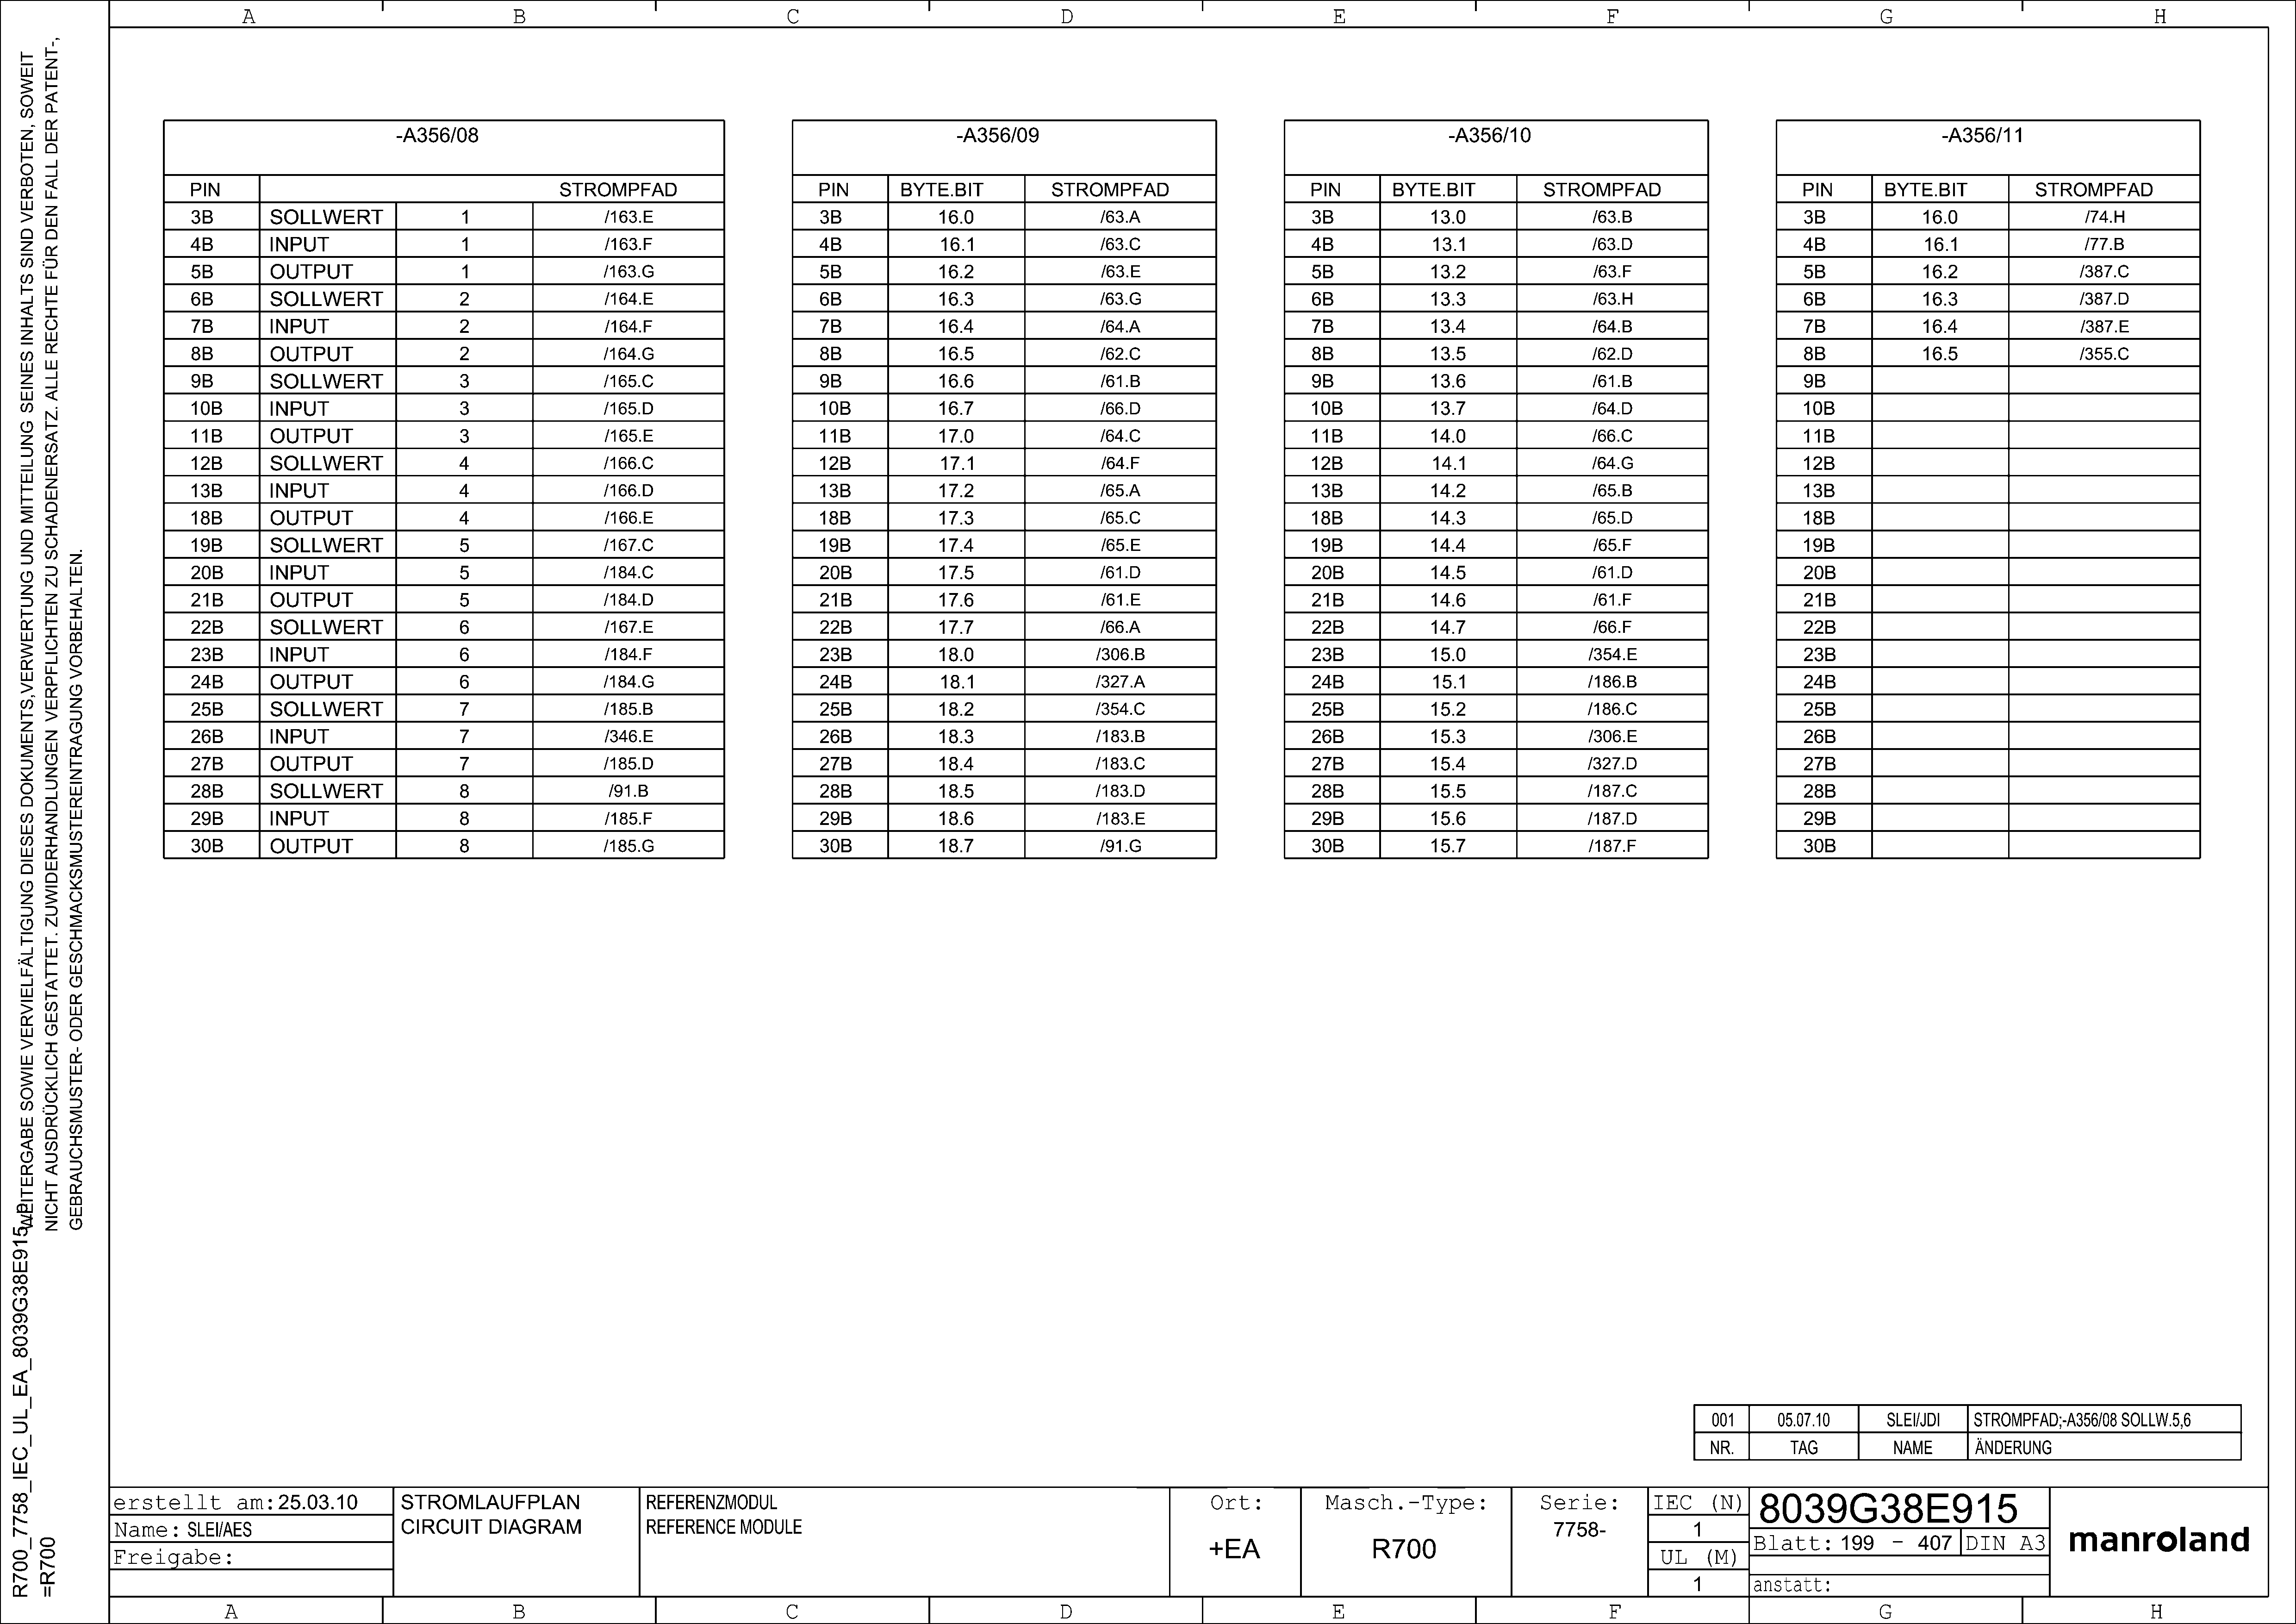 A B C D E F G H
WEITERGABE SOWIE VERVIELFÄLTIGUNG DIESES DOKUMENTS,VERWERTUNG UND MITTEILUNG SEINES INHALTS SIND VERBOTEN, SOWEIT
NICHT AUSDRÜCKLICH GESTATTET. ZUWIDERHANDLUNGEN VERPFLICHTEN ZU SCHADENERSATZ. ALLE RECHTE FÜR DEN FALL DER PATENT-,
GEBRAUCHSMUSTER- ODER GESCHMACKSMUSTEREINTRAGUNG VORBEHALTEN.
-A356/08
PIN STROMPFAD
3B SOLLWERT 1 /163.E
4B INPUT 1 /163.F
5B OUTPUT 1 /163.G
6B SOLLWERT 2 /164.E
7B INPUT 2 /164.F
8B OUTPUT 2 /164.G
9B SOLLWERT 3 /165.C
10B INPUT 3 /165.D
11B OUTPUT 3 /165.E
12B SOLLWERT 4 /166.C
13B INPUT 4 /166.D
18B OUTPUT 4 /166.E
19B SOLLWERT 5 /167.C
20B INPUT 5 /184.C
21B OUTPUT 5 /184.D
22B SOLLWERT 6 /167.E
23B INPUT 6 /184.F
24B OUTPUT 6 /184.G
25B SOLLWERT 7 /185.B
26B INPUT 7 /346.E
27B OUTPUT 7 /185.D
28B SOLLWERT 8 /91.B
29B INPUT 8 /185.F
30B OUTPUT 8 /185.G
-A356/09
PIN BYTE.BIT STROMPFAD
3B 16.0 /63.A
4B 16.1 /63.C
5B 16.2 /63.E
6B 16.3 /63.G
7B 16.4 /64.A
8B 16.5 /62.C
9B 16.6 /61.B
10B 16.7 /66.D
11B 17.0 /64.C
12B 17.1 /64.F
13B 17.2 /65.A
18B 17.3 /65.C
19B 17.4 /65.E
20B 17.5 /61.D
21B 17.6 /61.E
22B 17.7 /66.A
23B 18.0 /306.B
24B 18.1 /327.A
25B 18.2 /354.C
26B 18.3 /183.B
27B 18.4 /183.C
28B 18.5 /183.D
29B 18.6 /183.E
30B 18.7 /91.G
-A356/10
PIN BYTE.BIT STROMPFAD
3B 13.0 /63.B
4B 13.1 /63.D
5B 13.2 /63.F
6B 13.3 /63.H
7B 13.4 /64.B
8B 13.5 /62.D
9B 13.6 /61.B
10B 13.7 /64.D
11B 14.0 /66.C
12B 14.1 /64.G
13B 14.2 /65.B
18B 14.3 /65.D
19B 14.4 /65.F
20B 14.5 /61.D
21B 14.6 /61.F
22B 14.7 /66.F
23B 15.0 /354.E
24B 15.1 /186.B
25B 15.2 /186.C
26B 15.3 /306.E
27B 15.4 /327.D
28B 15.5 /187.C
29B 15.6 /187.D
30B 15.7 /187.F
-A356/11
PIN BYTE.BIT STROMPFAD
3B 16.0 /74.H
4B 16.1 /77.B
5B 16.2 /387.C
6B 16.3 /387.D
7B 16.4 /387.E
8B 16.5 /355.C
9B
10B
11B
12B
13B
18B
19B
20B
21B
22B
23B
24B
25B
26B
27B
28B
29B
30B
001 05.07.10 SLEI/JDI STROMPFAD;-A356/08 SOLLW.5,6
NR. TAG NAME ÄNDERUNG
R700_7758_IEC_UL_EA_8039G38E915_
=R700
erstellt am: 25.03.10
Name: SLEI/AES
Freigabe:
STROMLAUFPLAN
CIRCUIT DIAGRAM
REFERENZMODUL
REFERENCE MODULE
Ort:
+EA
Masch.-Type:
R700
Serie:
7758-
IEC (N)
1
UL (M)
1
8039G38E915
Blatt: 199 - 407 DIN A3
anstatt:
manroland
A B C D E F G H